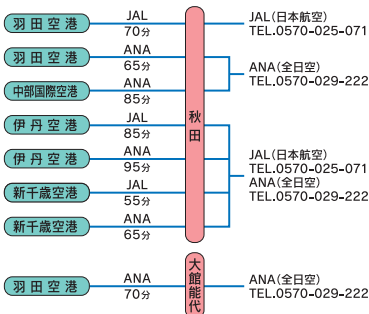 羽田空港
JAL
70分
JAL(日本航空)
TEL.0570-025-071
羽田空港
ANA
65分
ANA(全日空)
TEL.0570-029-222
中部国際空港
ANA
85分
秋田
伊丹空港
JAL
85分
伊丹空港
ANA
95分
JAL(日本航空)
TEL.0570-025-071
ANA(全日空)
TEL.0570-029-222
新千歳空港
JAL
55分
新千歳空港
ANA
65分
羽田空港
ANA
70分
大館能代
ANA(全日空)
TEL.0570-029-222